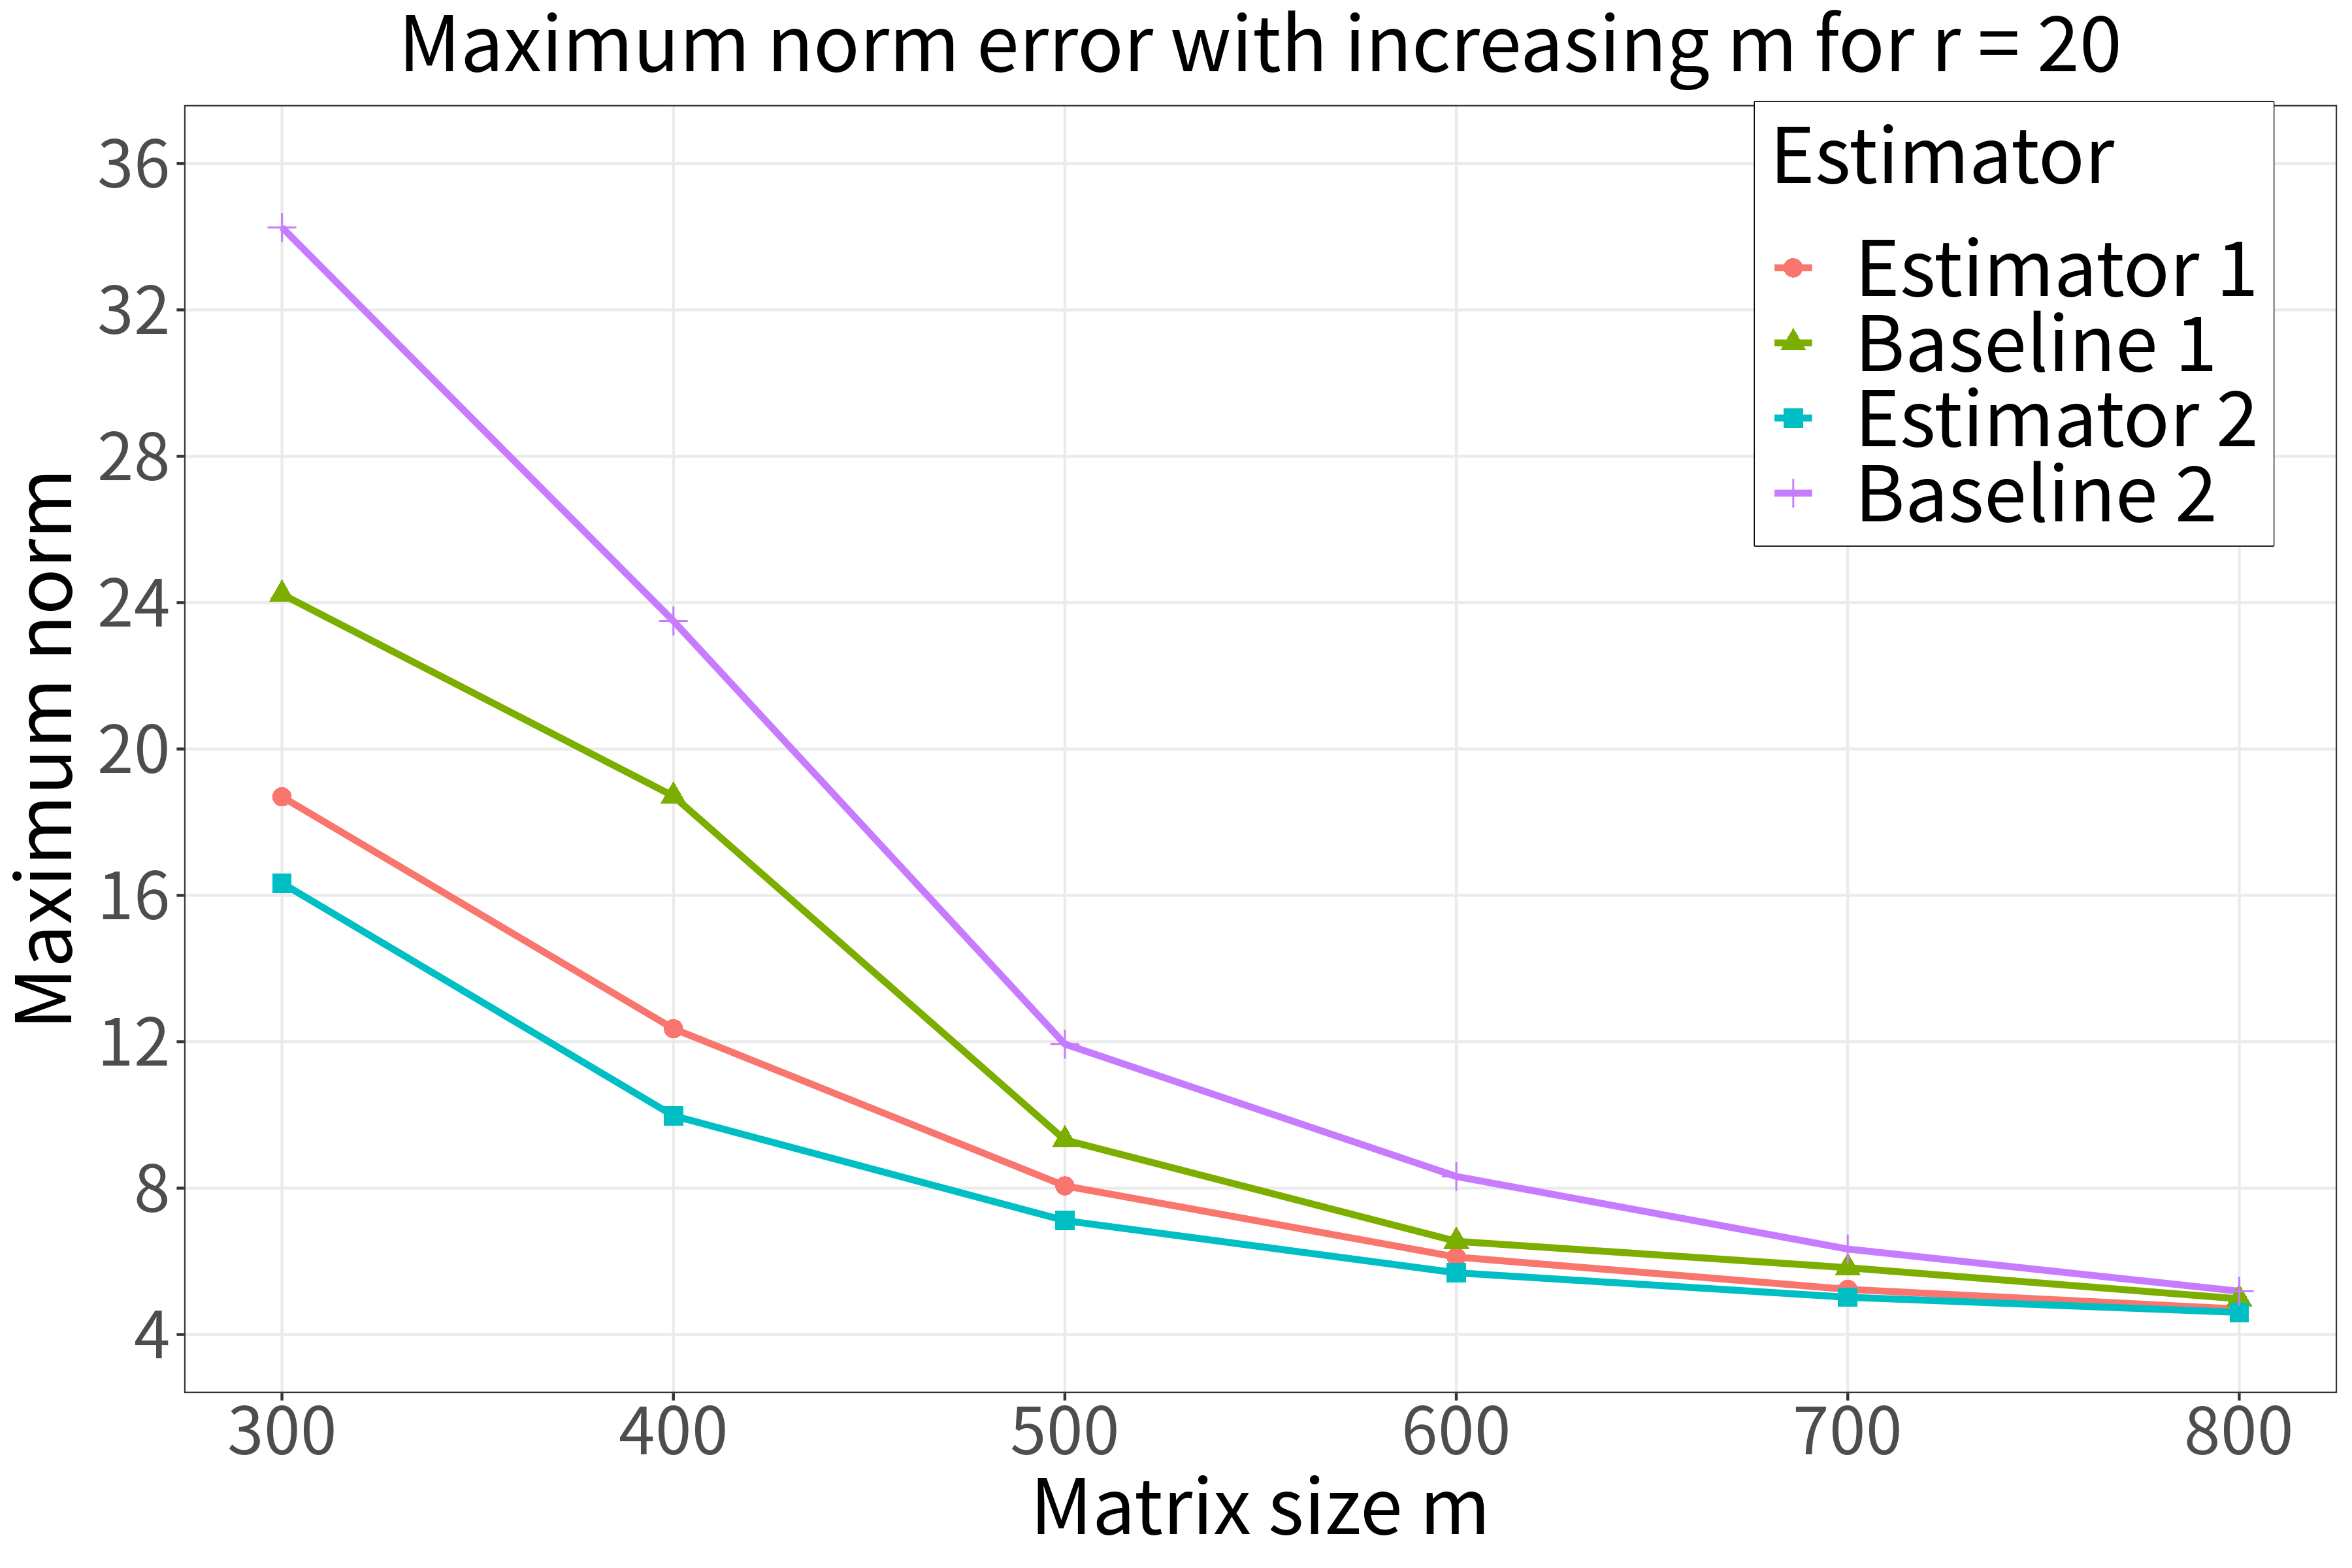 Maximum norm error with increasing m for r = 20
Maximum norm
36
32
28
24
20
16
12
8
4
Estimator
Estimator 1
Baseline 1
Estimator 2
Baseline 2
300 400 500 600 700 800
Matrix size m